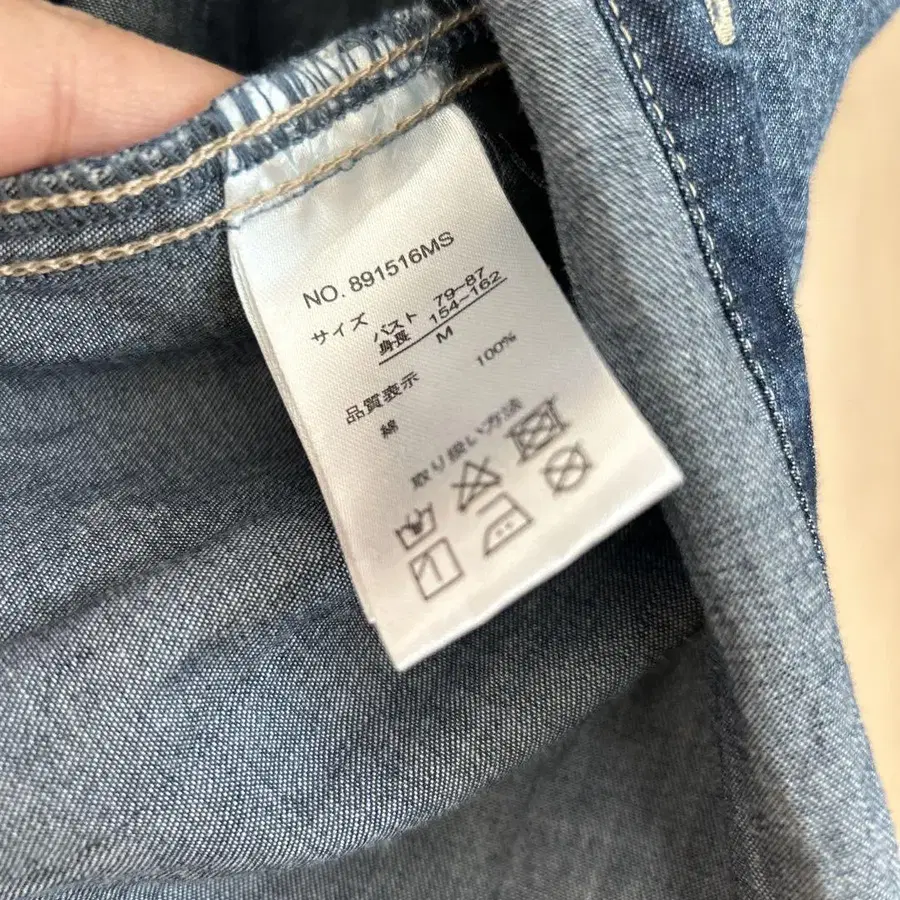 NO. 891516MS
サイズ バスト 79~87
身長 154~162
M
品質表示
綿 100%
取り扱い方法